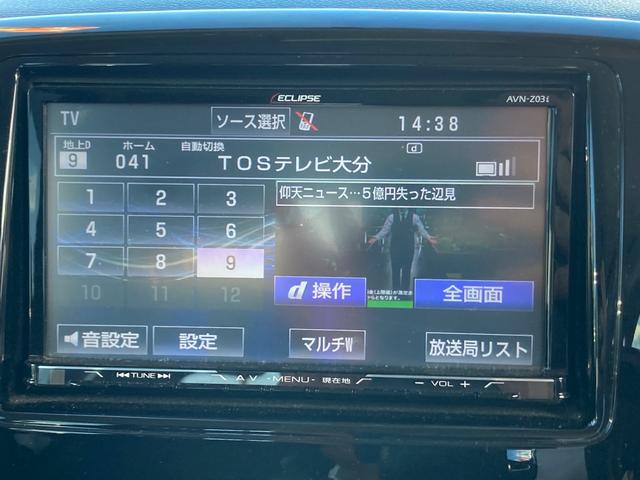 ECLIPSE
AVN-Z03i
TV
ソース選択
14:38
地上D ホーム 自動切換
9 041 TOSテレビ大分
d
1 2 3
仰天ニュース…5億円失った辺見
4 5 6
7 8 9
d 操作
全画面
10 11 12
音設定
設定
マルチW
放送局リスト
TUNE
AV -MENU- 現在地
- VOL +